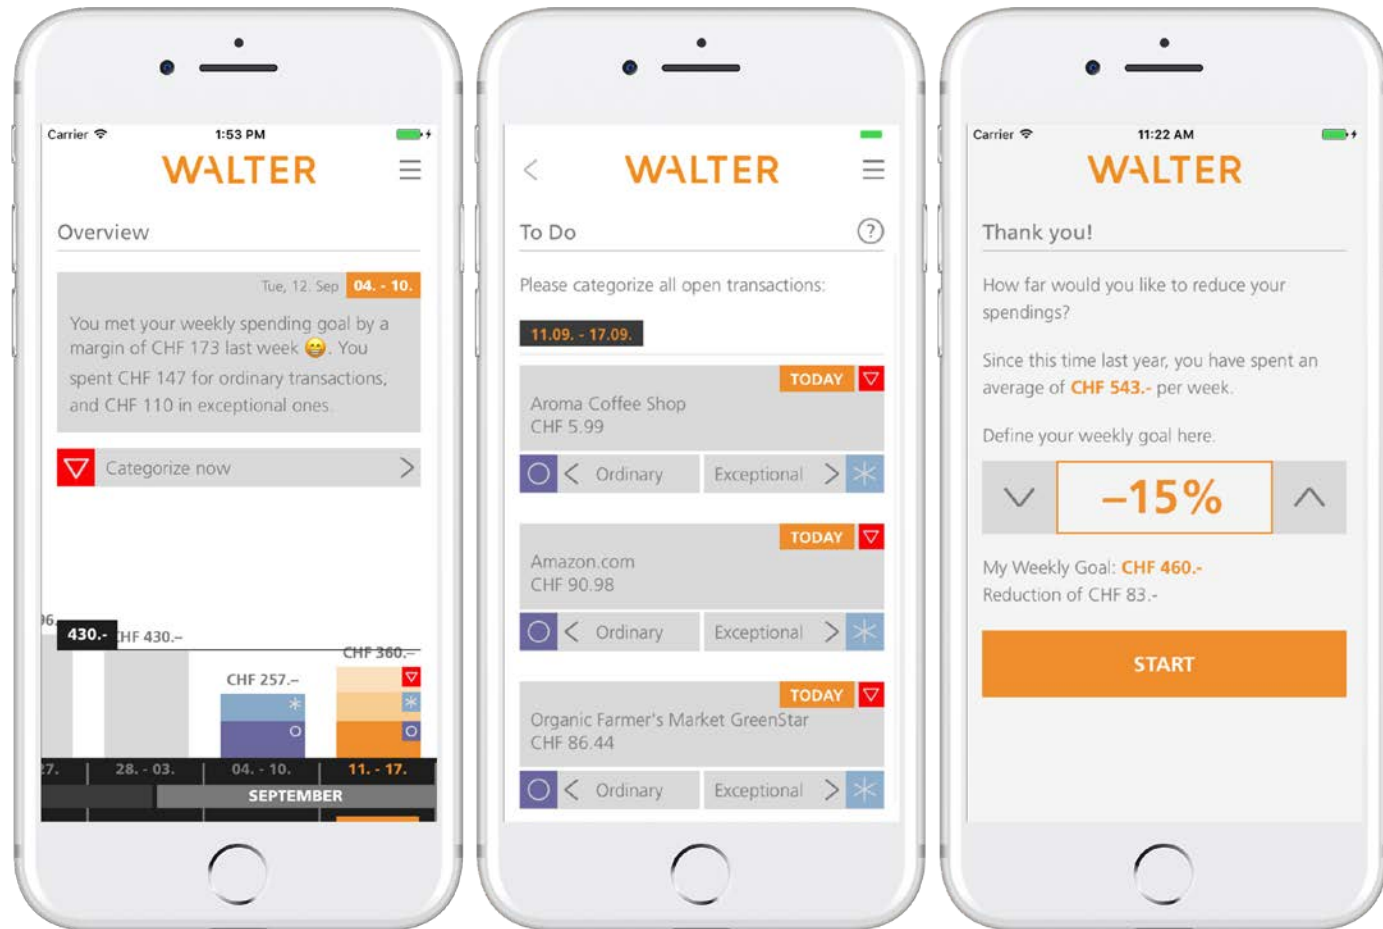 Carrier
1:53 PM
WALTER
Overview
Tue, 12. Sep 04. - 10.
You met your weekly spending goal by a
margin of CHF 173 last week 😁. You
spent CHF 147 for ordinary transactions,
and CHF 110 in exceptional ones.
Categorize now
96.
430.-
HF 430.–
CHF 257.–
CHF 360.–
27. 28. - 03. 04. - 10. 11. - 17.
SEPTEMBER
WALTER
To Do
?
Please categorize all open transactions:
11.09. - 17.09.
TODAY
Aroma Coffee Shop
CHF 5.99
Ordinary Exceptional
TODAY
Amazon.com
CHF 90.98
Ordinary Exceptional
TODAY
Organic Farmer's Market GreenStar
CHF 86.44
Ordinary Exceptional
Carrier
11:22 AM
WALTER
Thank you!
How far would you like to reduce your
spendings?
Since this time last year, you have spent an
average of CHF 543.- per week.
Define your weekly goal here.
–15%
My Weekly Goal: CHF 460.-
Reduction of CHF 83.-
START